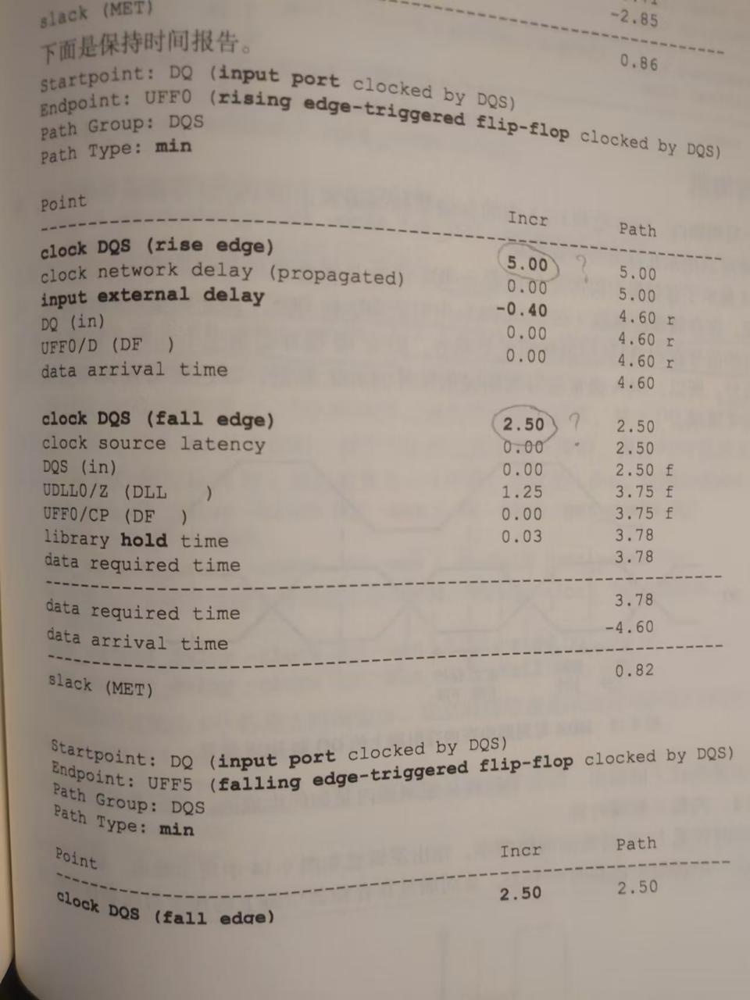 slack (MET)
-2.85
0.86
下面是保持时间报告。
Startpoint: DQ (input port clocked by DQS)
Endpoint: UFF0 (rising edge-triggered flip-flop clocked by DQS)
Path Group: DQS
Path Type: min
Point Incr Path
clock DQS (rise edge) 5.00 ? 5.00
clock network delay (propagated) 0.00 5.00
input external delay -0.40 4.60 r
DQ (in) 0.00 4.60 r
UFF0/D (DF ) 0.00 4.60 r
data arrival time 4.60
clock DQS (fall edge) 2.50 ? 2.50
clock source latency 0.00 2.50
DQS (in) 0.00 2.50 f
UDLL0/Z (DLL ) 1.25 3.75 f
UFF0/CP (DF ) 0.00 3.75 f
library hold time 0.03 3.78
data required time 3.78
data required time 3.78
data arrival time -4.60
slack (MET) 0.82
Startpoint: DQ (input port clocked by DQS)
Endpoint: UFF5 (falling edge-triggered flip-flop clocked by DQS)
Path Group: DQS
Path Type: min
Point Incr Path
clock DQS (fall edge) 2.50 2.50